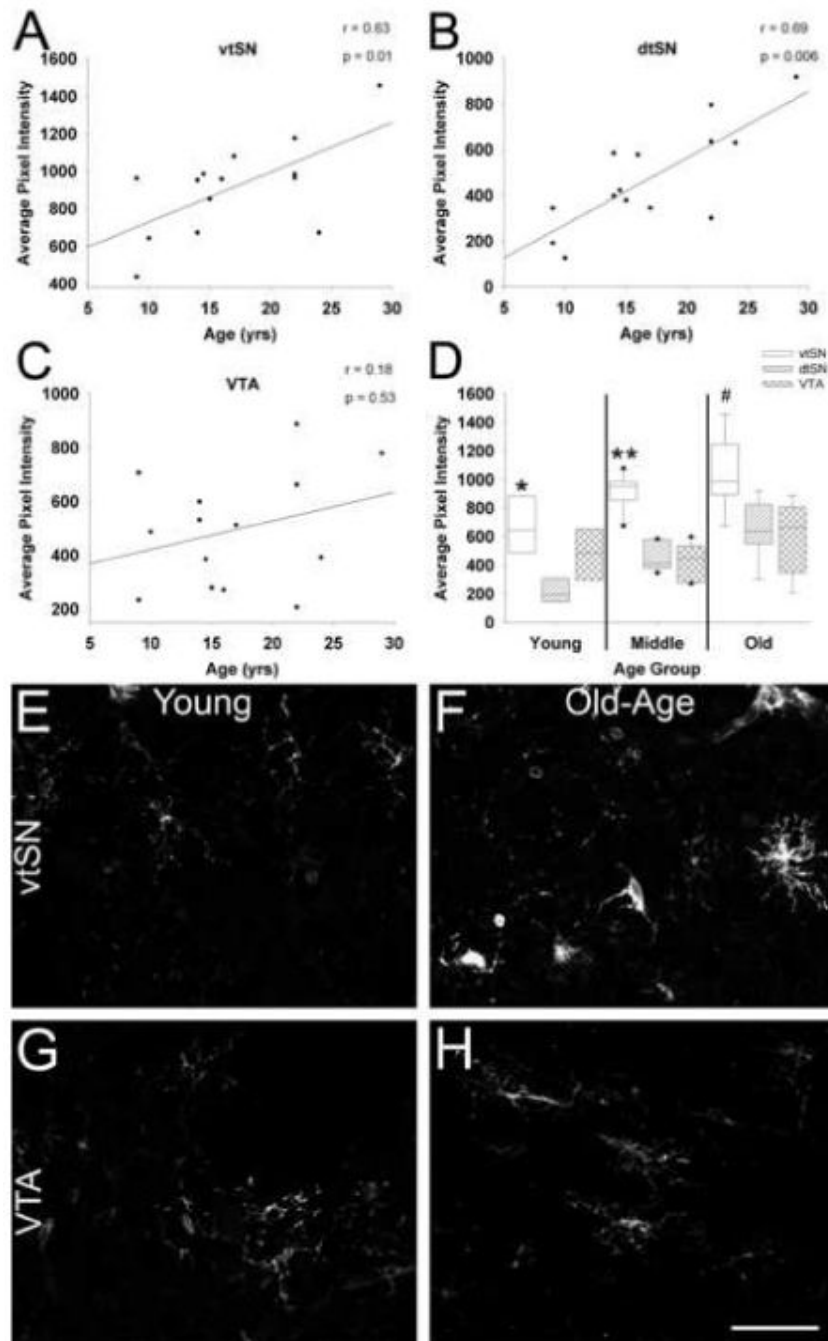 A
vtSN
r = 0.63
p = 0.01
Average Pixel Intensity
1600
1400
1200
1000
800
600
400
5 10 15 20 25 30
Age (yrs)
B
dtSN
r = 0.69
p = 0.006
Average Pixel Intensity
1000
800
600
400
200
0
5 10 15 20 25 30
Age (yrs)
C
VTA
r = 0.18
p = 0.53
Average Pixel Intensity
1000
800
600
400
200
5 10 15 20 25 30
Age (yrs)
D
vtSN
dtSN
VTA
Average Pixel Intensity
1600
1400
1200
1000
800
600
400
200
0
*
**
#
Young Middle Old
Age Group
E Young
F Old-Age
vtSN
G
H
VTA